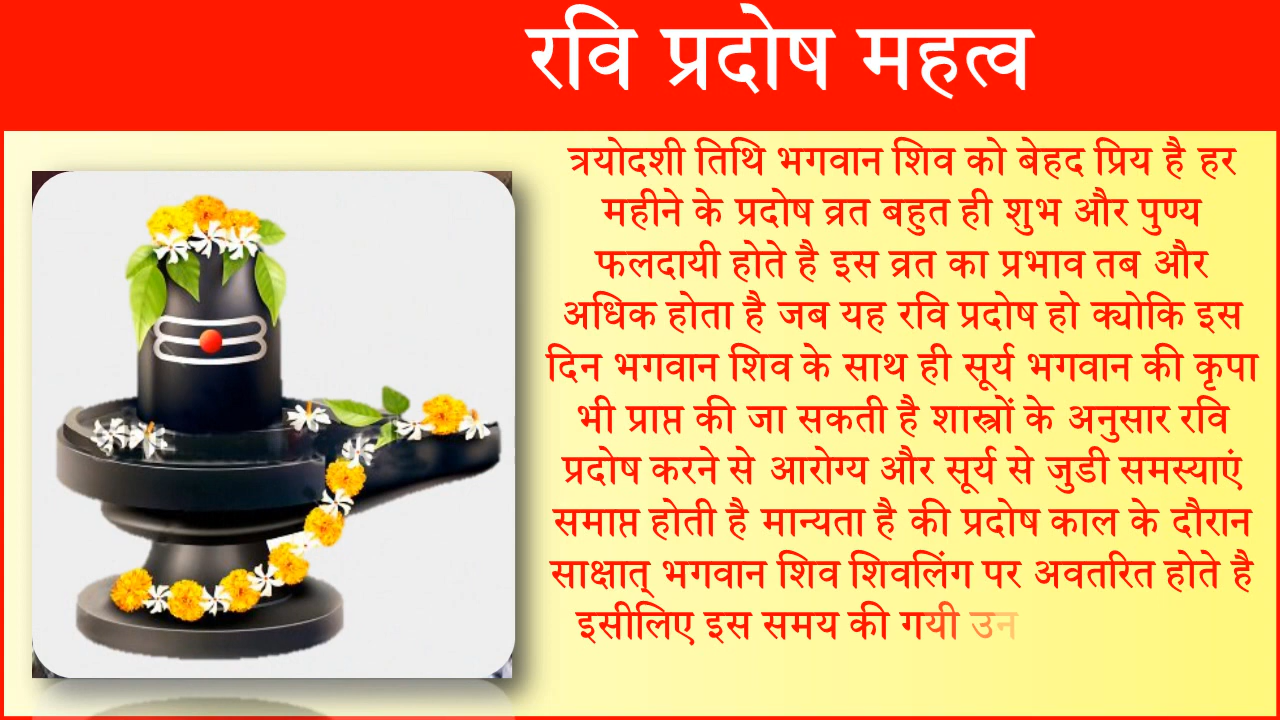 रवि प्रदोष महत्व
त्रयोदशी तिथि भगवान शिव को बेहद प्रिय है हर
महीने के प्रदोष व्रत बहुत ही शुभ और पुण्य
फलदायी होते है इस व्रत का प्रभाव तब और
अधिक होता है जब यह रवि प्रदोष हो क्योकि इस
दिन भगवान शिव के साथ ही सूर्य भगवान की कृपा
भी प्राप्त की जा सकती है शास्त्रों के अनुसार रवि
प्रदोष करने से आरोग्य और सूर्य से जुडी समस्याएं
समाप्त होती है मान्यता है की प्रदोष काल के दौरान
साक्षात् भगवान शिव शिवलिंग पर अवतरित होते है
इसीलिए इस समय की गयी उन